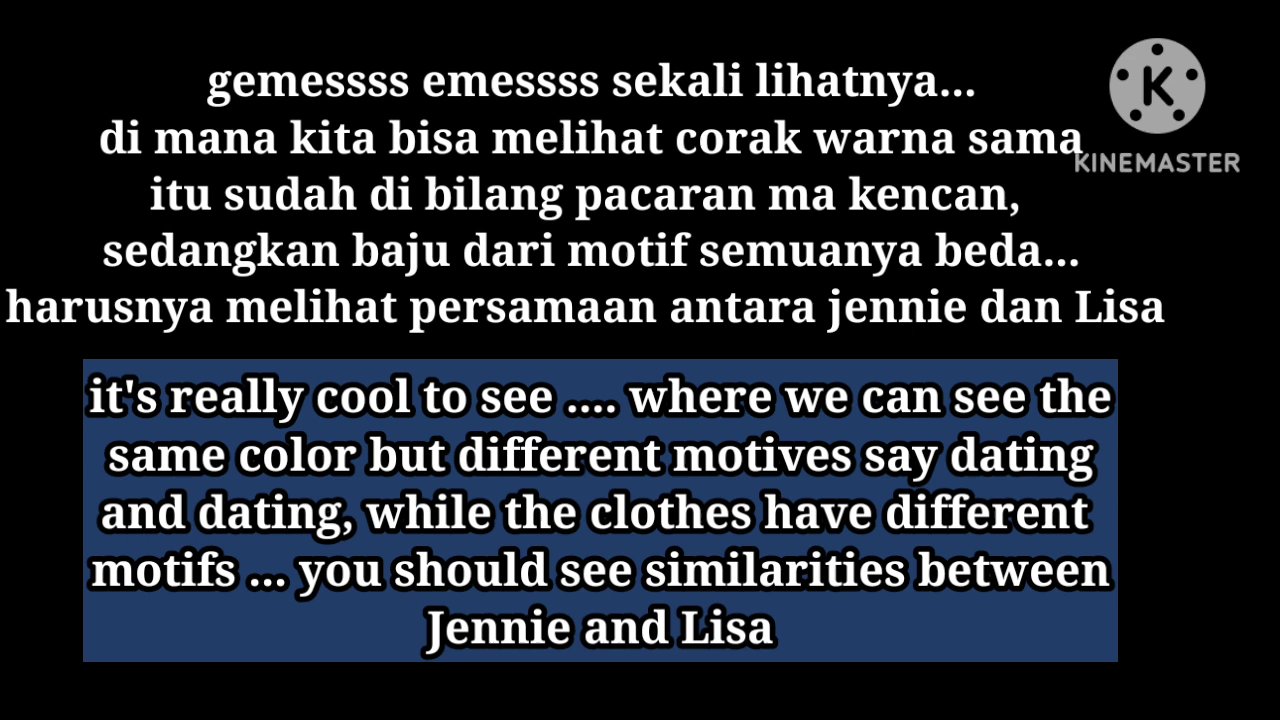 gemessss emessss sekali lihatnya...
di mana kita bisa melihat corak warna sama
itu sudah di bilang pacaran ma kencan,
sedangkan baju dari motif semuanya beda...
harusnya melihat persamaan antara jennie dan Lisa
K
KINEMASTER
it's really cool to see .... where we can see the
same color but different motives say dating
and dating, while the clothes have different
motifs ... you should see similarities between
Jennie and Lisa